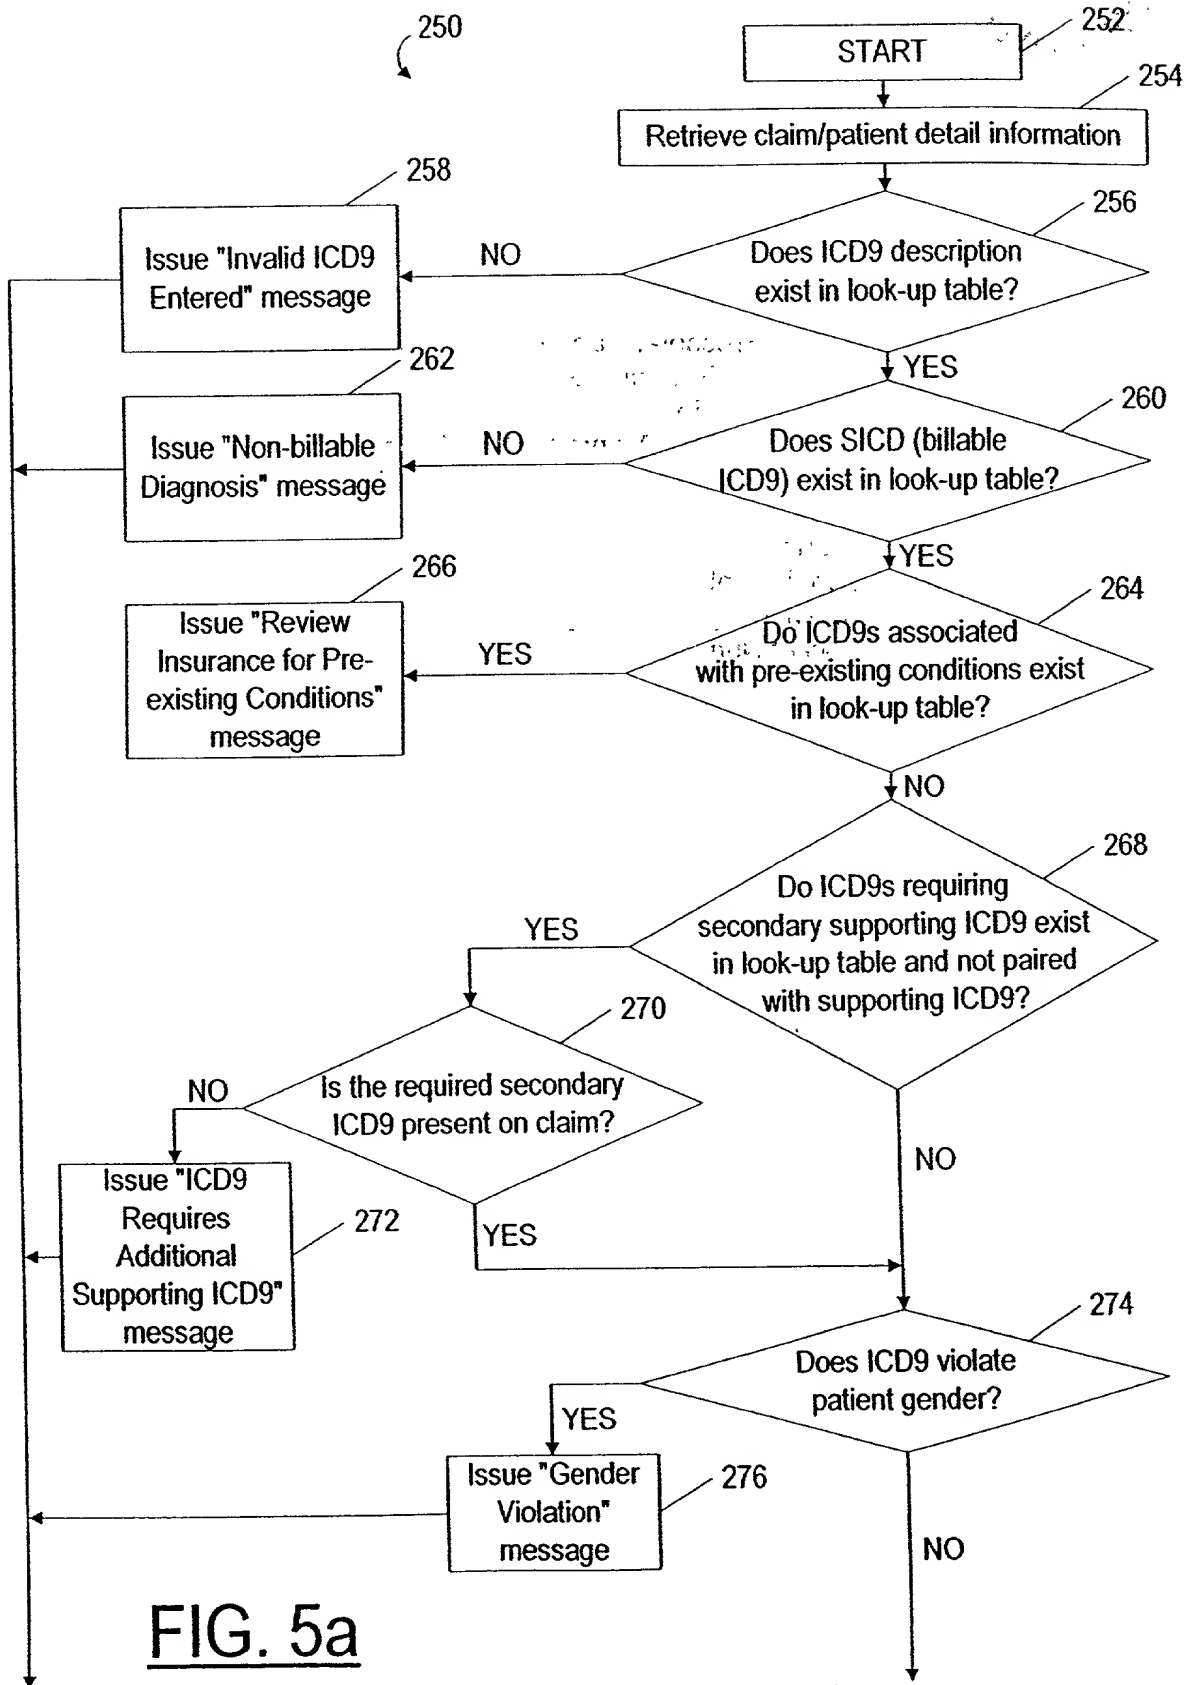 250
252
START
254
Retrieve claim/patient detail information
258
256
Issue "Invalid ICD9
Entered" message
NO
Does ICD9 description
exist in look-up table?
YES
262
260
Issue "Non-billable
Diagnosis" message
NO
Does SICD (billable
ICD9) exist in look-up table?
YES
266
264
Issue "Review
Insurance for Pre-
existing Conditions"
message
YES
Do ICD9s associated
with pre-existing conditions exist
in look-up table?
NO
268
Do ICD9s requiring
secondary supporting ICD9 exist
in look-up table and not paired
with supporting ICD9?
YES
270
Is the required secondary
ICD9 present on claim?
NO
NO
YES
Issue "ICD9
Requires
Additional
Supporting ICD9"
message
272
274
Does ICD9 violate
patient gender?
YES
Issue "Gender
Violation"
message
276
NO
FIG. 5a